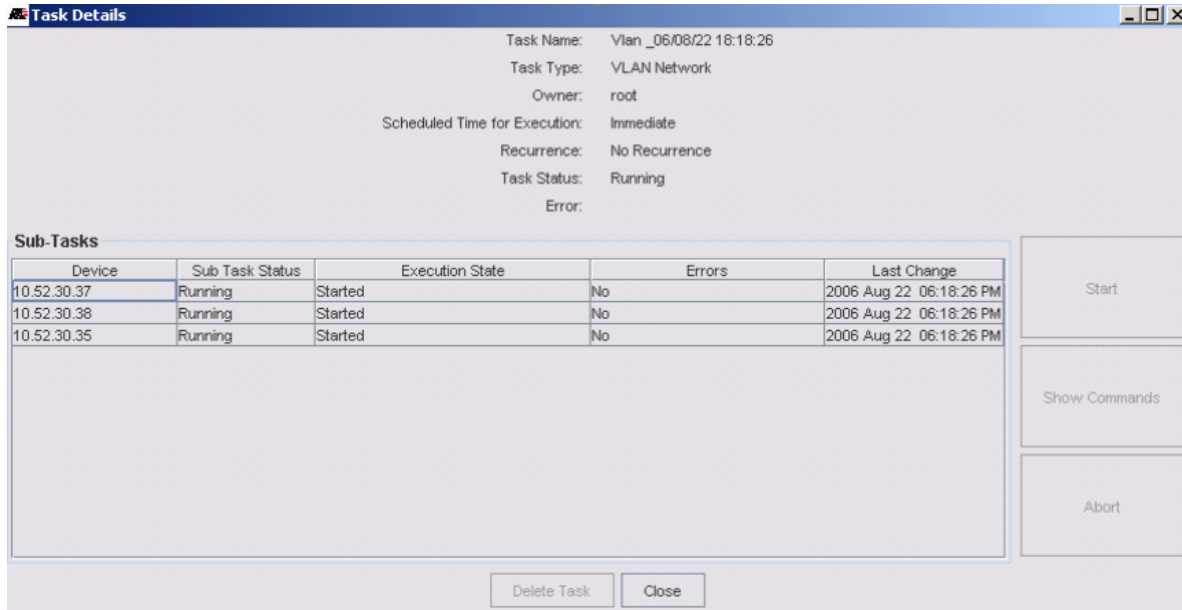 Task Details
Task Name: Vlan _06/08/22 18:18:26
Task Type: VLAN Network
Owner: root
Scheduled Time for Execution: Immediate
Recurrence: No Recurrence
Task Status: Running
Error:
Sub-Tasks
Device Sub Task Status Execution State Errors Last Change
10.52.30.37 Running Started No 2006 Aug 22 06:18:26 PM
10.52.30.38 Running Started No 2006 Aug 22 06:18:26 PM
10.52.30.35 Running Started No 2006 Aug 22 06:18:26 PM
Start
Show Commands
Abort
Delete Task Close